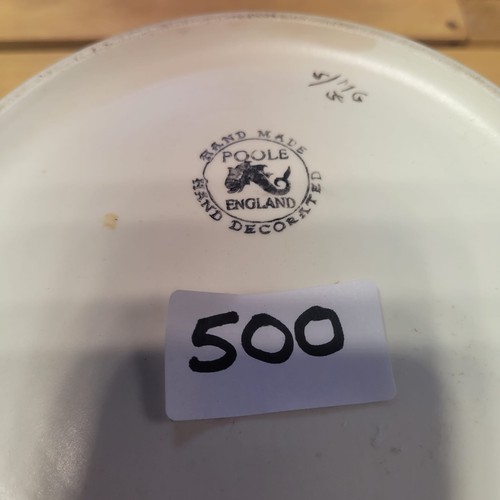 HAND MADE
POOLE
ENGLAND
HAND DECORATED
500